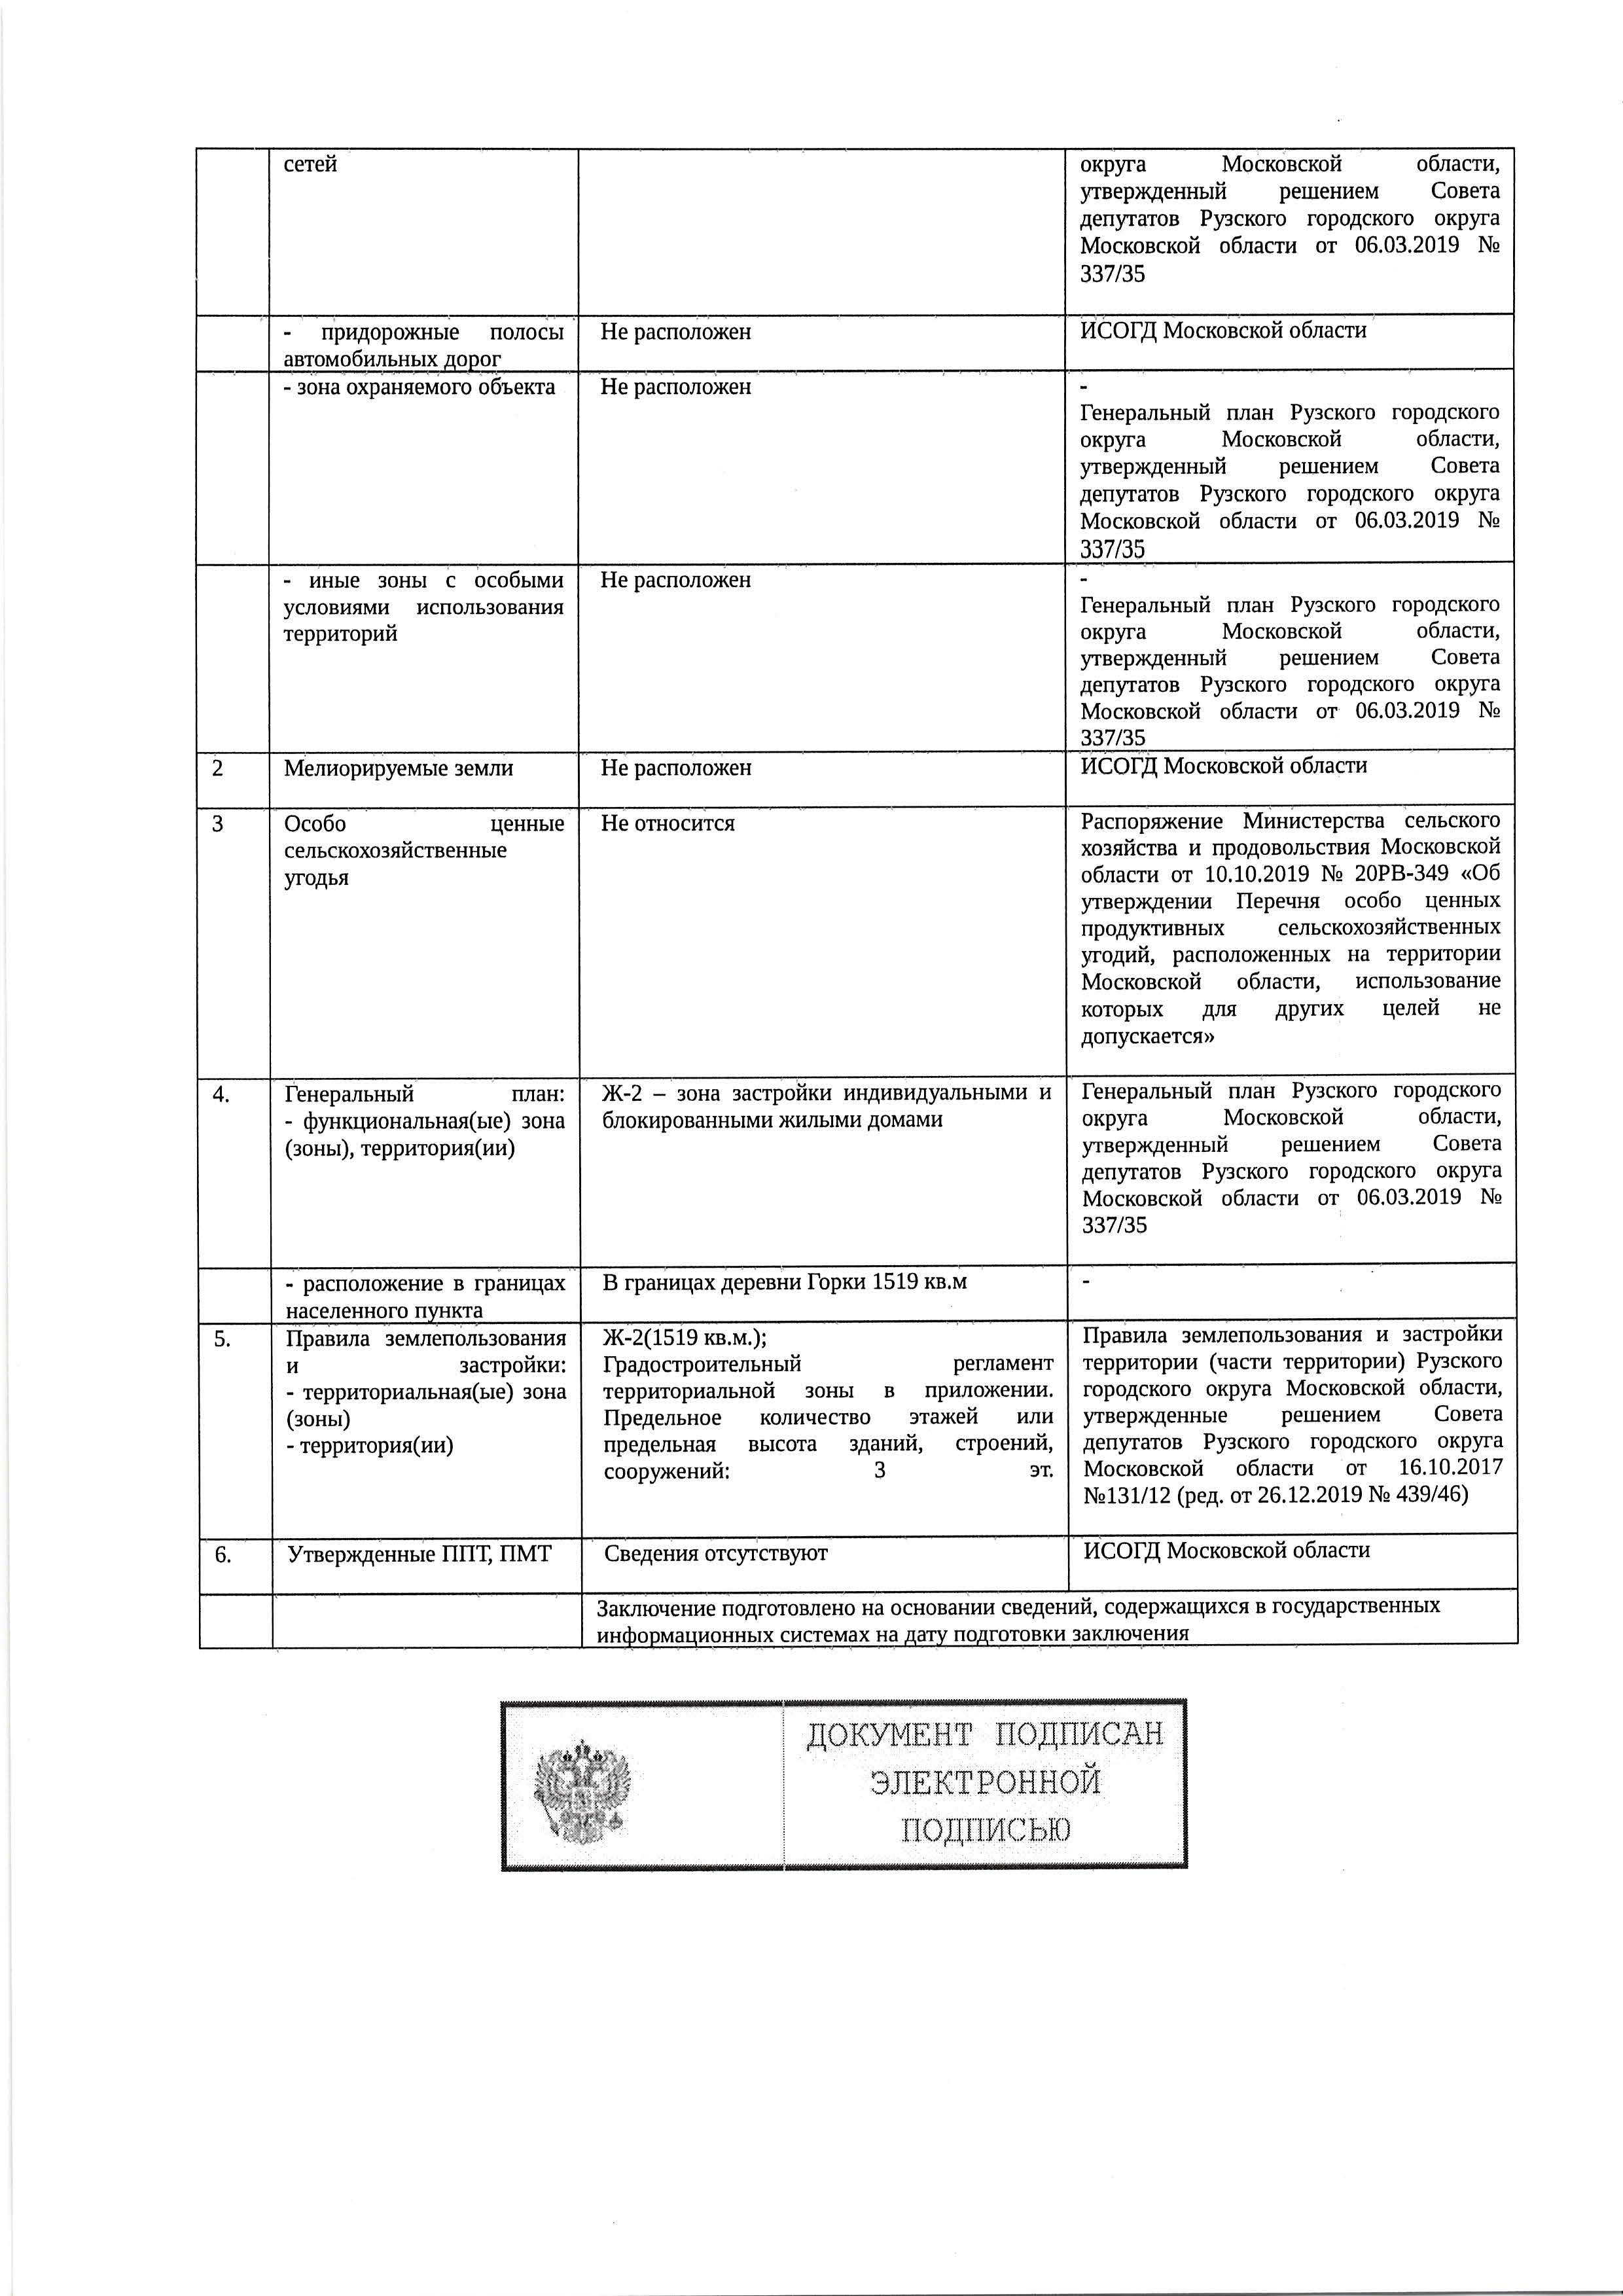 сетей
округа Московской области,
утвержденный решением Совета
депутатов Рузского городского округа
Московской области от 06.03.2019 №
337/35
- придорожные полосы
автомобильных дорог
Не расположен
ИСОГД Московской области
- зона охраняемого объекта
Не расположен
-
Генеральный план Рузского городского
округа Московской области,
утвержденный решением Совета
депутатов Рузского городского округа
Московской области от 06.03.2019 №
337/35
- иные зоны с особыми
условиями использования
территорий
Не расположен
-
Генеральный план Рузского городского
округа Московской области,
утвержденный решением Совета
депутатов Рузского городского округа
Московской области от 06.03.2019 №
337/35
2
Мелиорируемые земли
Не расположен
ИСОГД Московской области
3
Особо ценные
сельскохозяйственные
угодья
Не относится
Распоряжение Министерства сельского
хозяйства и продовольствия Московской
области от 10.10.2019 № 20РВ-349 «Об
утверждении Перечня особо ценных
продуктивных сельскохозяйственных
угодий, расположенных на территории
Московской области, использование
которых для других целей не
допускается»
4.
Генеральный план:
- функциональная(ые) зона
(зоны), территория(ии)
Ж-2 – зона застройки индивидуальными и
блокированными жилыми домами
Генеральный план Рузского городского
округа Московской области,
утвержденный решением Совета
депутатов Рузского городского округа
Московской области от 06.03.2019 №
337/35
- расположение в границах
населенного пункта
В границах деревни Горки 1519 кв.м
-
5.
Правила землепользования
и застройки:
- территориальная(ые) зона
(зоны)
- территория(ии)
Ж-2(1519 кв.м.);
Градостроительный регламент
территориальной зоны в приложении.
Предельное количество этажей или
предельная высота зданий, строений,
сооружений: 3 эт.
Правила землепользования и застройки
территории (части территории) Рузского
городского округа Московской области,
утвержденные решением Совета
депутатов Рузского городского округа
Московской области от 16.10.2017
№131/12 (ред. от 26.12.2019 № 439/46)
6.
Утвержденные ППТ, ПМТ
Сведения отсутствуют
ИСОГД Московской области
Заключение подготовлено на основании сведений, содержащихся в государственных
информационных системах на дату подготовки заключения
ДОКУМЕНТ ПОДПИСАН
ЭЛЕКТРОННОЙ
ПОДПИСЬЮ